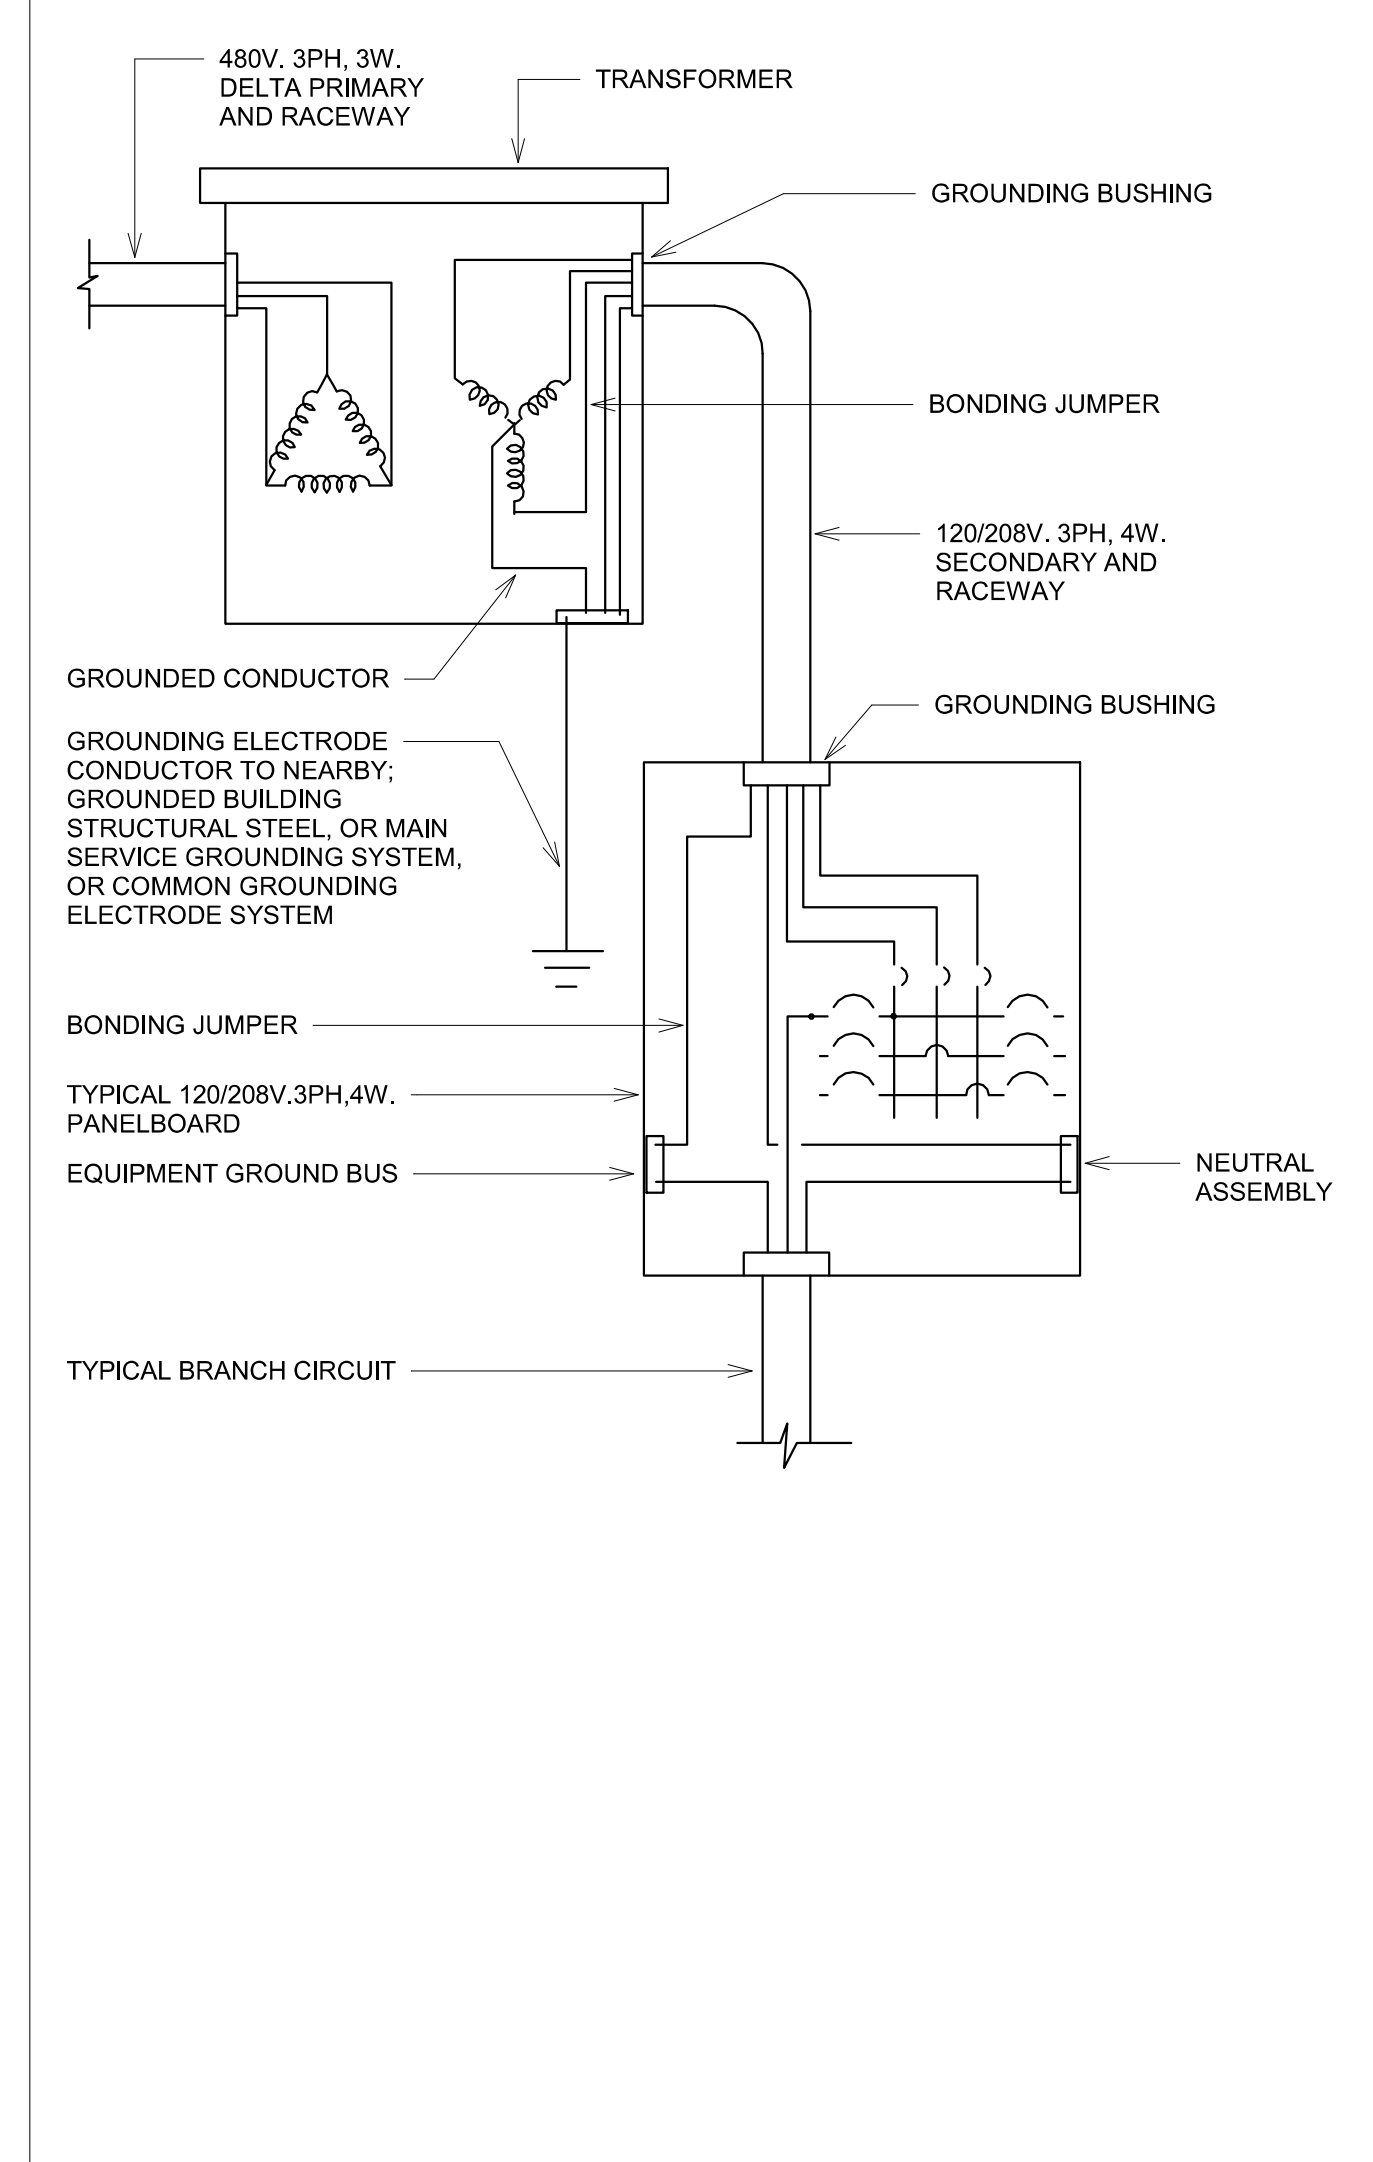 480V. 3PH, 3W.
DELTA PRIMARY
AND RACEWAY
TRANSFORMER
GROUNDING BUSHING
BONDING JUMPER
120/208V. 3PH, 4W.
SECONDARY AND
RACEWAY
GROUNDED CONDUCTOR
GROUNDING BUSHING
GROUNDING ELECTRODE
CONDUCTOR TO NEARBY;
GROUNDED BUILDING
STRUCTURAL STEEL, OR MAIN
SERVICE GROUNDING SYSTEM,
OR COMMON GROUNDING
ELECTRODE SYSTEM
BONDING JUMPER
TYPICAL 120/208V.3PH,4W.
PANELBOARD
EQUIPMENT GROUND BUS
NEUTRAL
ASSEMBLY
TYPICAL BRANCH CIRCUIT